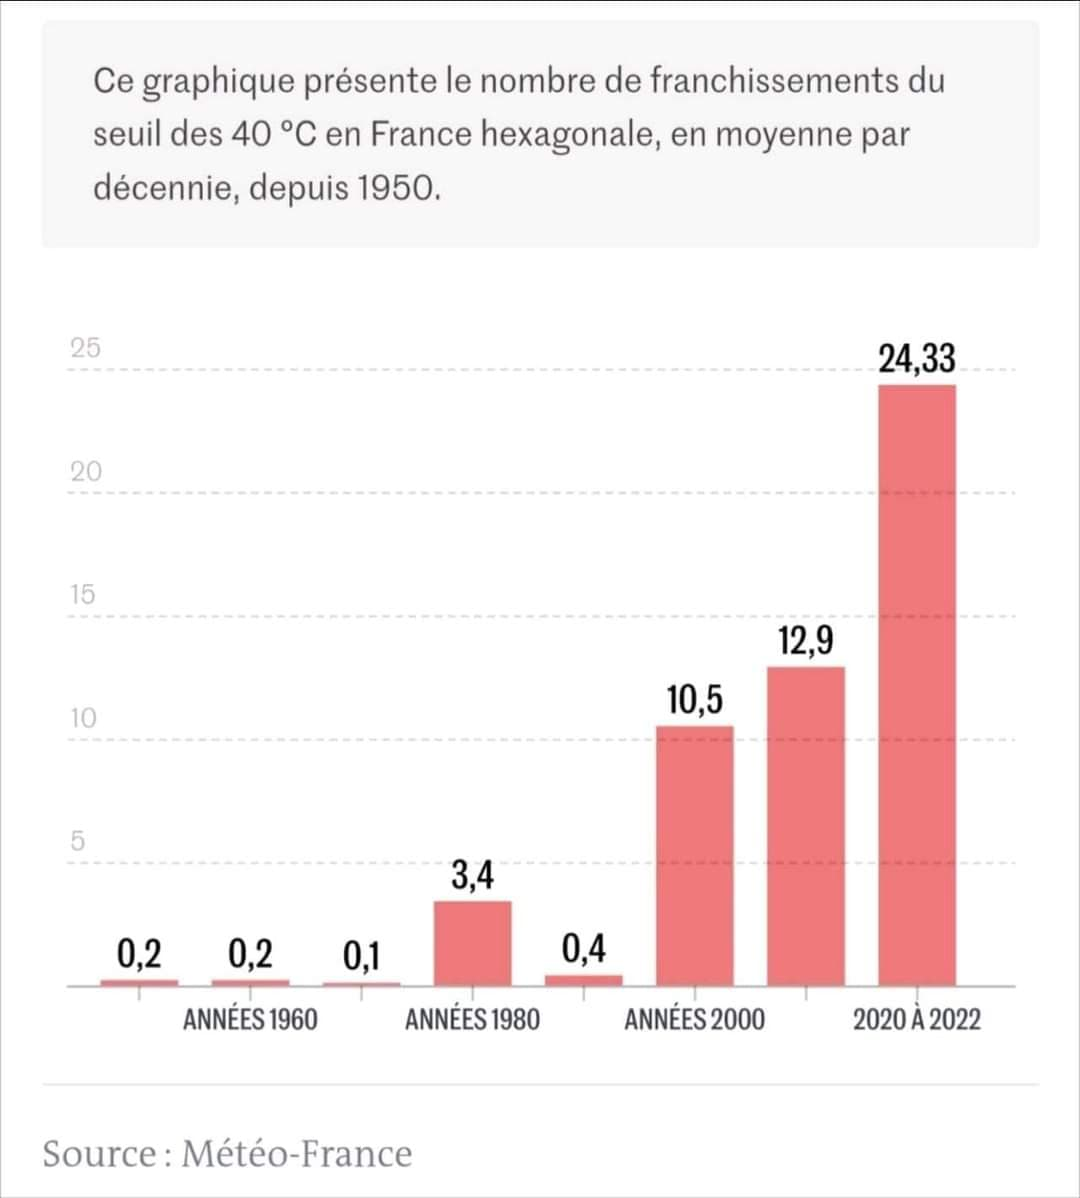 Ce graphique présente le nombre de franchissements du
seuil des 40 °C en France hexagonale, en moyenne par
décennie, depuis 1950.
25
24,33
20
15
12,9
10,5
10
5
3,4
0,2
0,2
0,1
0,4
ANNÉES 1960
ANNÉES 1980
ANNÉES 2000
2020 À 2022
Source : Météo-France